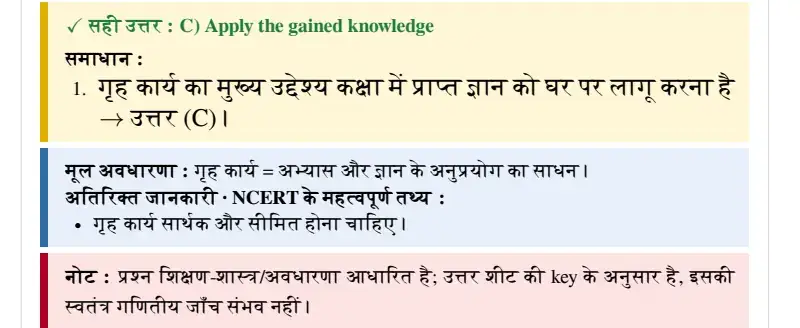 ✓ सही उत्तर : C) Apply the gained knowledge
समाधान :
1. गृह कार्य का मुख्य उद्देश्य कक्षा में प्राप्त ज्ञान को घर पर लागू करना है
→ उत्तर (C)।
मूल अवधारणा : गृह कार्य = अभ्यास और ज्ञान के अनुप्रयोग का साधन।
अतिरिक्त जानकारी · NCERT के महत्वपूर्ण तथ्य :
• गृह कार्य सार्थक और सीमित होना चाहिए।
नोट : प्रश्न शिक्षण-शास्त्र/अवधारणा आधारित है; उत्तर शीट की key के अनुसार है, इसकी
स्वतंत्र गणितीय जाँच संभव नहीं।